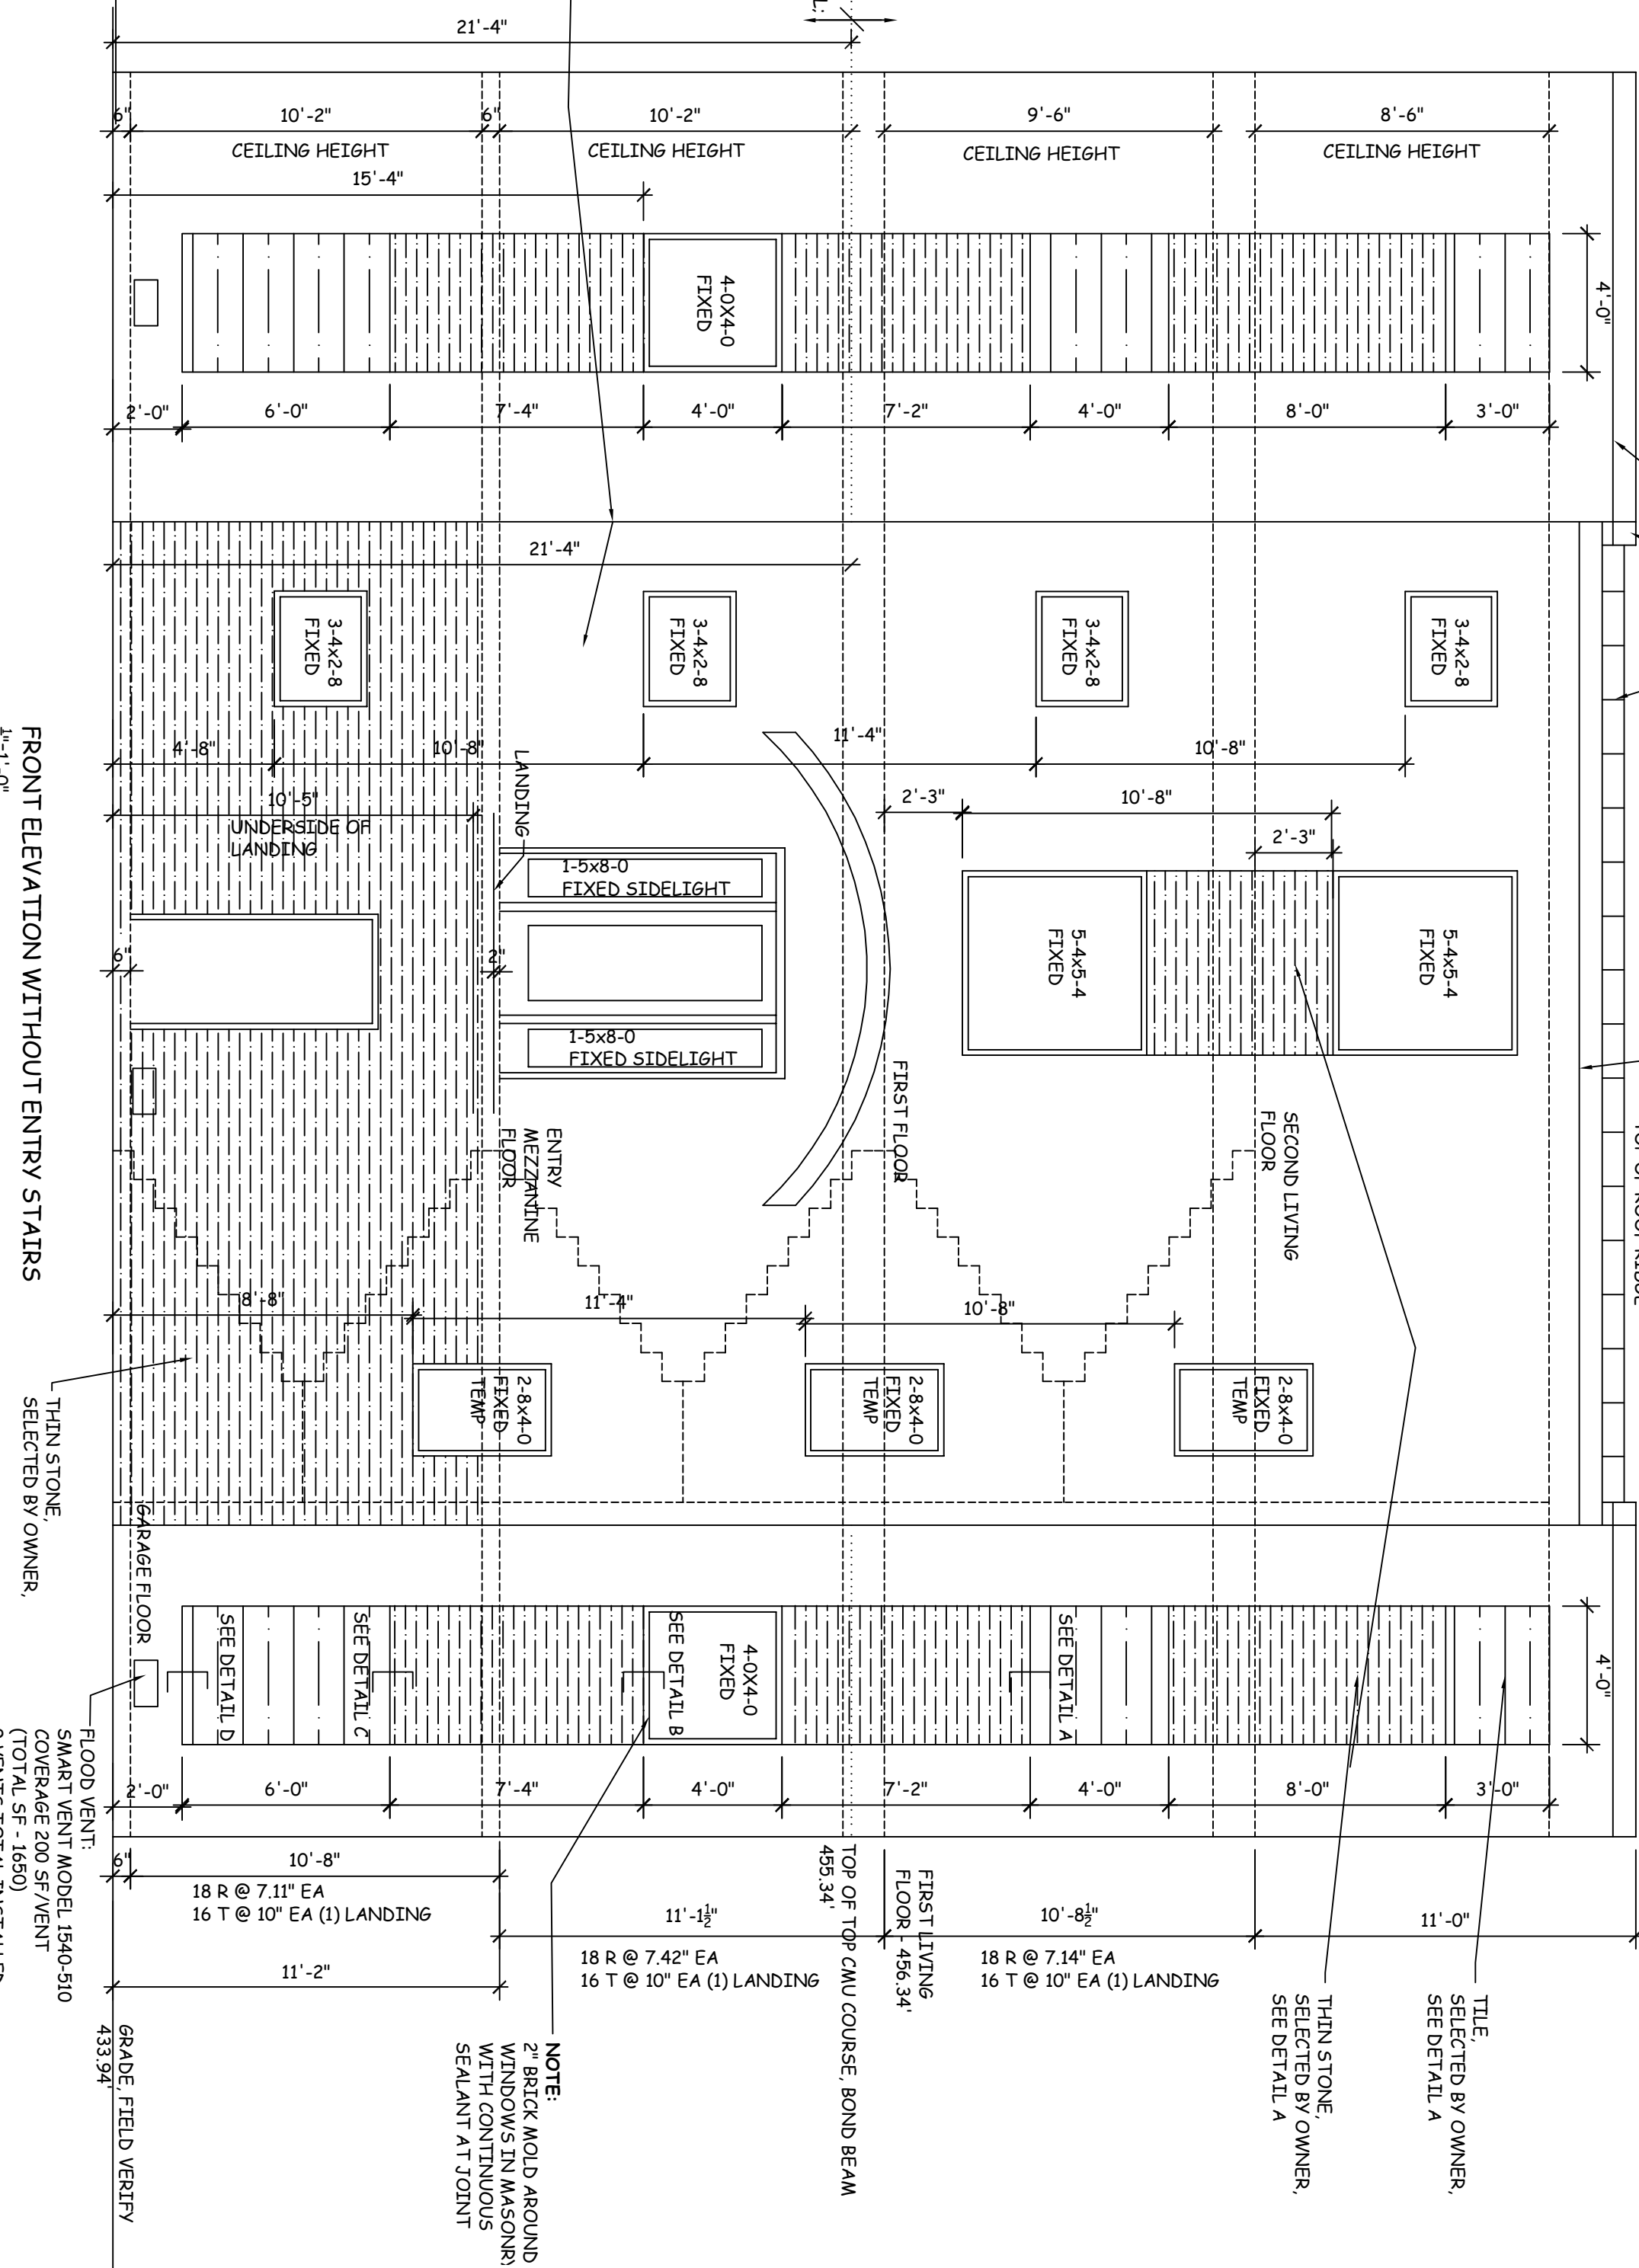 21'-4"
6"
10'-2"
CEILING HEIGHT
6"
10'-2"
CEILING HEIGHT
9'-6"
CEILING HEIGHT
8'-6"
CEILING HEIGHT
15'-4"
4-0X4-0
FIXED
4'-0"
2'-0"
6'-0"
7'-4"
4'-0"
7'-2"
4'-0"
8'-0"
3'-0"
21'-4"
3-4x2-8
FIXED
3-4x2-8
FIXED
3-4x2-8
FIXED
3-4x2-8
FIXED
4'-8"
10'-8"
11'-4"
10'-8"
10'-5"
UNDERSIDE OF
LANDING
LANDING
2'-3"
10'-8"
2'-3"
1-5x8-0
FIXED SIDELIGHT
5-4x5-4
FIXED
5-4x5-4
FIXED
6"
2"
1-5x8-0
FIXED SIDELIGHT
ENTRY
MEZZANINE
FLOOR
FIRST FLOOR
SECOND LIVING
FLOOR
TOP OF ROOF RIDGE
8'-8"
11'-4"
10'-8"
2-8x4-0
FIXED
TEMP
2-8x4-0
FIXED
TEMP
2-8x4-0
FIXED
TEMP
FRONT ELEVATION WITHOUT ENTRY STAIRS
THIN STONE,
SELECTED BY OWNER,
GARAGE FLOOR
SEE DETAIL D
SEE DETAIL C
SEE DETAIL B
4-0X4-0
FIXED
SEE DETAIL A
4'-0"
2'-0"
6'-0"
7'-4"
4'-0"
7'-2"
4'-0"
8'-0"
3'-0"
FLOOD VENT:
SMART VENT MODEL 1540-510
COVERAGE 200 SF/VENT
(TOTAL SF - 1650)
6"
10'-8"
18 R @ 7.11" EA
16 T @ 10" EA (1) LANDING
11'-2"
11'-1½"
18 R @ 7.42" EA
16 T @ 10" EA (1) LANDING
TOP OF TOP CMU COURSE, BOND BEAM
455.34'
FIRST LIVING
FLOOR - 456.34'
10'-8½"
18 R @ 7.14" EA
16 T @ 10" EA (1) LANDING
11'-0"
GRADE, FIELD VERIFY
433.94'
NOTE:
2" BRICK MOLD AROUND
WINDOWS IN MASONRY
WITH CONTINUOUS
SEALANT AT JOINT
THIN STONE,
SELECTED BY OWNER,
SEE DETAIL A
TILE,
SELECTED BY OWNER,
SEE DETAIL A